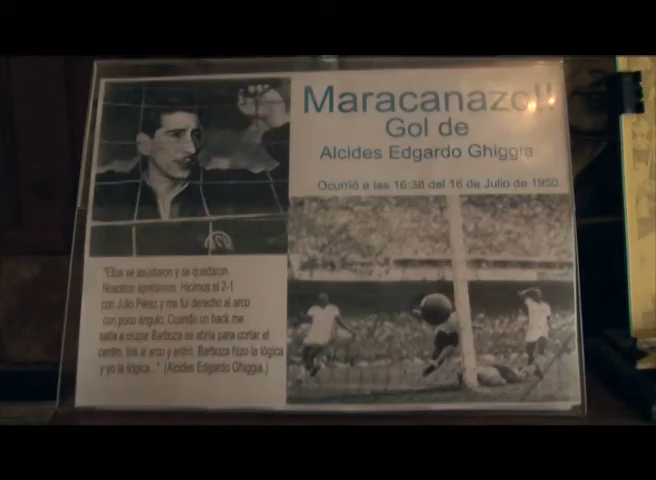 Maracanazo!!
Gol de
Alcides Edgardo Ghiggia
Ocurrió a las 16:38 del 16 de Julio de 1950
"Ellos se asustaron y se quedaron.
Nosotros apretamos. Hicimos el 2-1
con Julio Perez y me fui derecho al arco
con poco ángulo. Cuando un back me
salía a cruzar Barboza se abría para cortar el
centro, tiré al arco y entró. Barboza hizo la lógica
y yo la ilógica..." (Alcides Edgardo Ghiggia.)